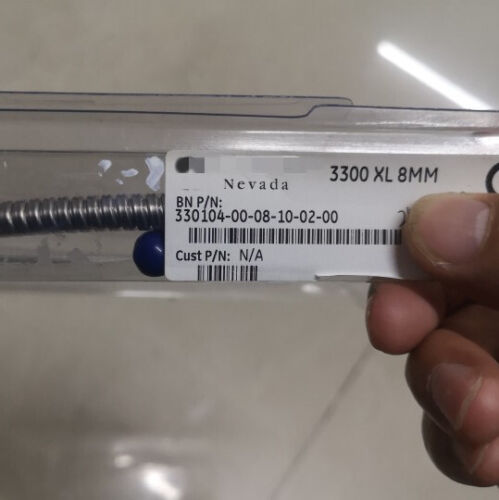 Nevada
3300 XL 8MM
BN P/N:
330104-00-08-10-02-00
Cust P/N: N/A